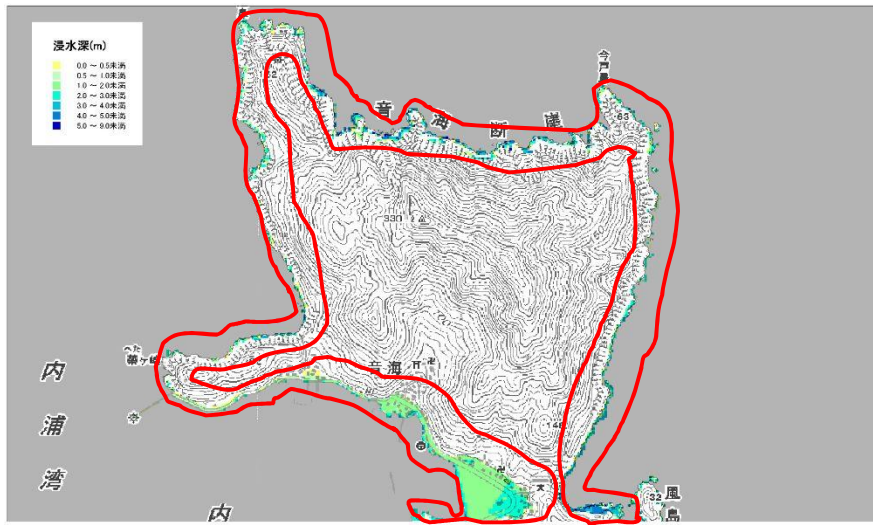 浸水深(m)
0.0 ～ 0.5未満
0.5 ～ 1.0未満
1.0 ～ 2.0未満
2.0 ～ 3.0未満
3.0 ～ 4.0未満
4.0 ～ 5.0未満
5.0 ～ 9.0未満
今戸鼻
音海断崖
63
330
へた
音海
内浦湾
140
32
風島
内